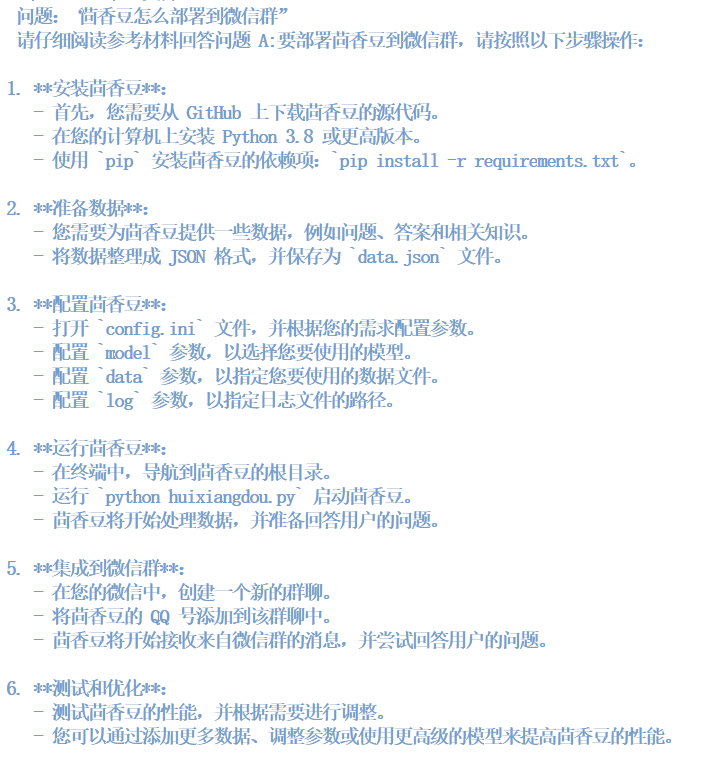 问题:“茴香豆怎么部署到微信群”
请仔细阅读参考材料回答问题 A:要部署茴香豆到微信群，请按照以下步骤操作:
1. **安装茴香豆**:
- 首先，您需要从 GitHub 上下载茴香豆的源代码。
- 在您的计算机上安装 Python 3.8 或更高版本。
- 使用 `pip` 安装茴香豆的依赖项:`pip install -r requirements.txt`。
2. **准备数据**:
- 您需要为茴香豆提供一些数据，例如问题、答案和相关知识。
- 将数据整理成 JSON 格式，并保存为 `data.json` 文件。
3. **配置茴香豆**:
- 打开 `config.ini` 文件，并根据您的需求配置参数。
- 配置 `model` 参数，以选择您要使用的模型。
- 配置 `data` 参数，以指定您要使用的数据文件。
- 配置 `log` 参数，以指定日志文件的路径。
4. **运行茴香豆**:
- 在终端中，导航到茴香豆的根目录。
- 运行 `python huixiangdou.py` 启动茴香豆。
- 茴香豆将开始处理数据，并准备回答用户的问题。
5. **集成到微信群**:
- 在您的微信中，创建一个新的群聊。
- 将茴香豆的 QQ 号添加到该群聊中。
- 茴香豆将开始接收来自微信群的消息，并尝试回答用户的问题。
6. **测试和优化**:
- 测试茴香豆的性能，并根据需要进行调整。
- 您可以通过添加更多数据、调整参数或使用更高级的模型来提高茴香豆的性能。